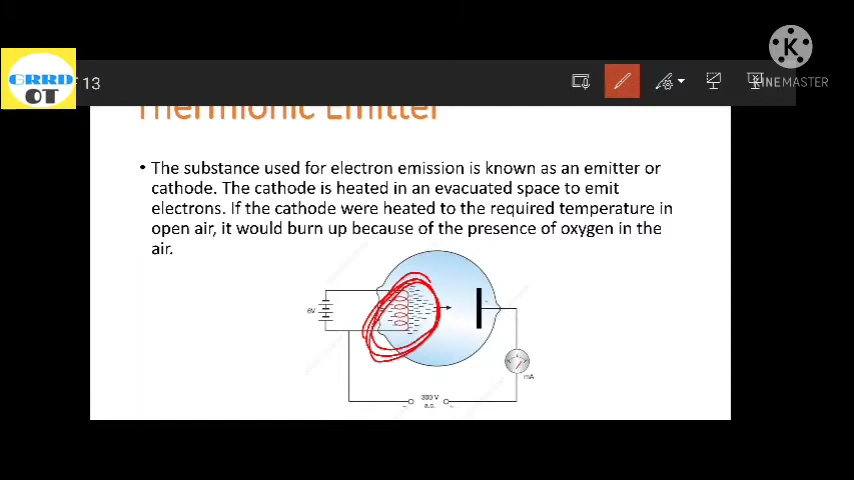 GRRD
OT
13
K
KINEMASTER
Thermionic Emitter
• The substance used for electron emission is known as an emitter or
cathode. The cathode is heated in an evacuated space to emit
electrons. If the cathode were heated to the required temperature in
open air, it would burn up because of the presence of oxygen in the
air.
6V
mA
300 V
a.c.